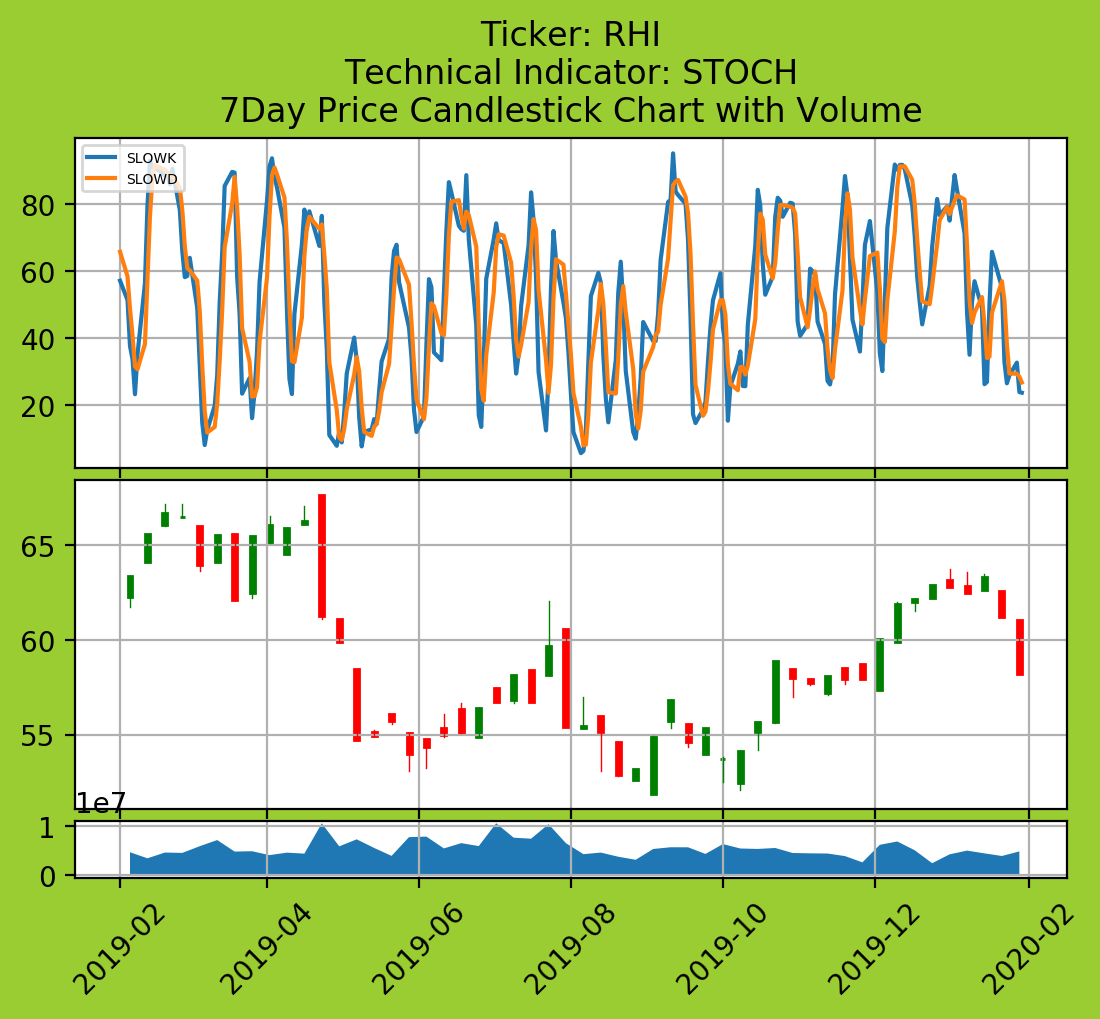 Ticker: RHI
Technical Indicator: STOCH
7Day Price Candlestick Chart with Volume
SLOWK
SLOWD
80
60
40
20
65
60
55
1e7
1
0
2019-02
2019-04
2019-06
2019-08
2019-10
2019-12
2020-02